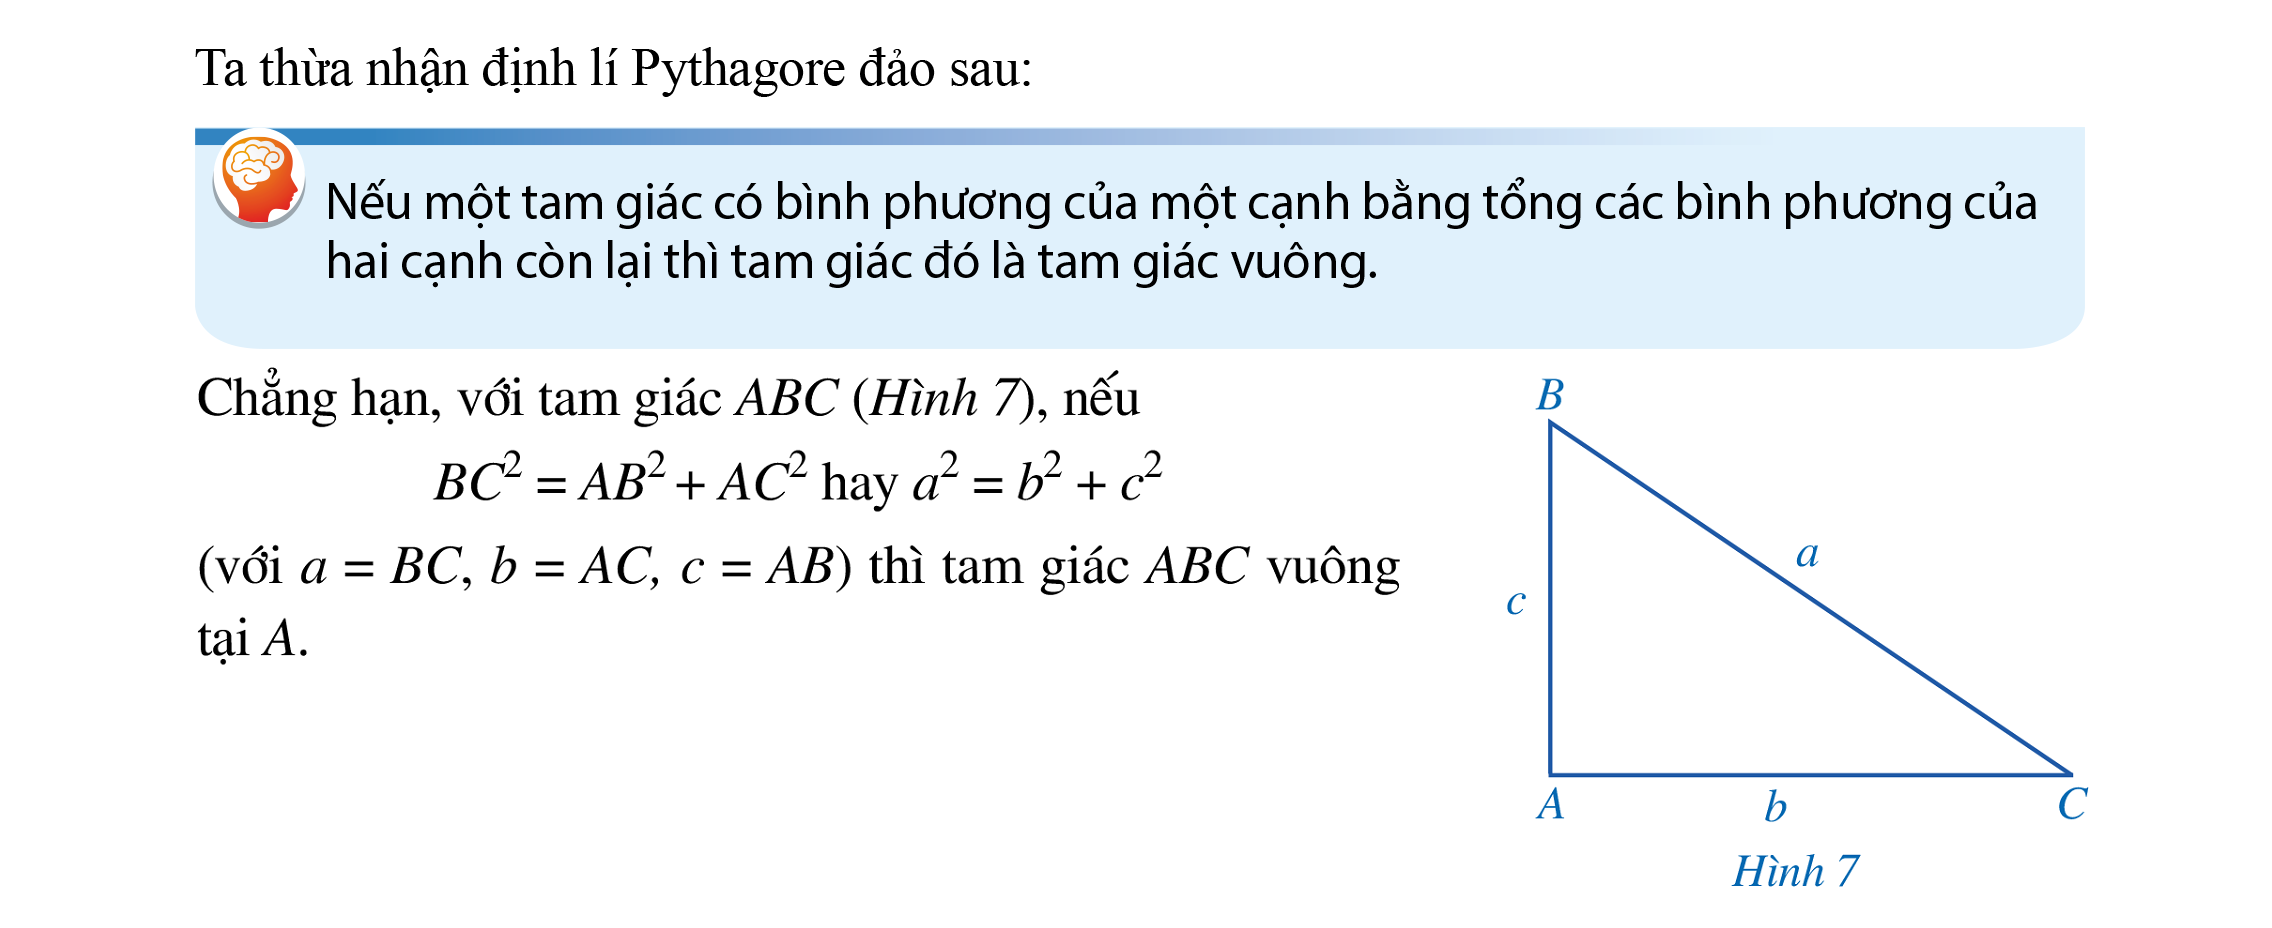 Ta thừa nhận định lí Pythagore đảo sau:
Nếu một tam giác có bình phương của một cạnh bằng tổng các bình phương của
hai cạnh còn lại thì tam giác đó là tam giác vuông.
Chẳng hạn, với tam giác ABC (Hình 7), nếu
BC² = AB² + AC² hay a² = b² + c²
(với a = BC, b = AC, c = AB) thì tam giác ABC vuông
tại A.
B
a
c
A
b
C
Hình 7